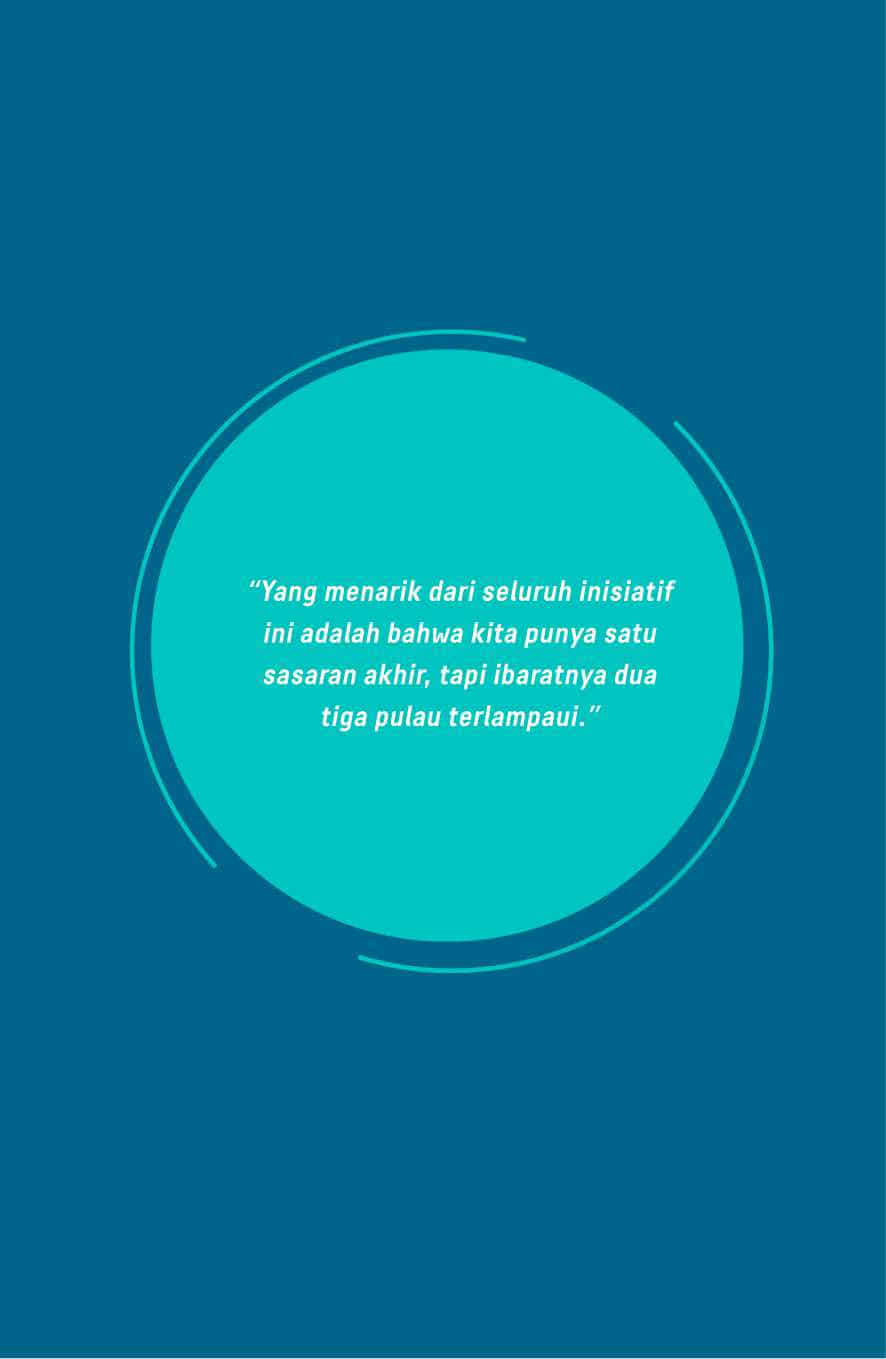 “Yang menarik dari seluruh inisiatif
ini adalah bahwa kita punya satu
sasaran akhir, tapi ibaratnya dua
tiga pulau terlampaui.”